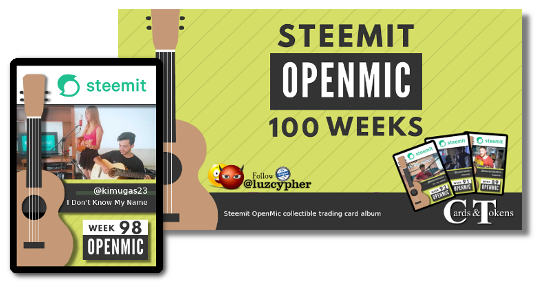 steemit
@kimugas23
I Don't Know My Name
WEEK 98
OPENMIC
STEEMIT
OPENMIC
100 WEEKS
Follow
@luzcypher
Steemit OpenMic collectible trading card album
Cards & Tokens
steemit